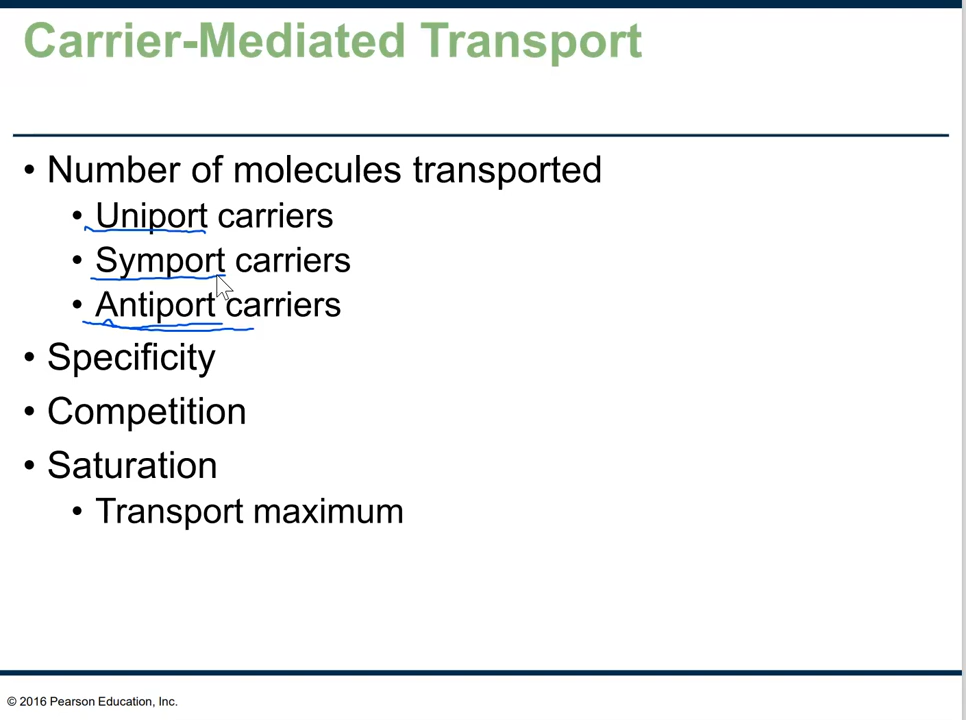 Carrier-Mediated Transport
• Number of molecules transported
• Uniport carriers
• Symport carriers
• Antiport carriers
• Specificity
• Competition
• Saturation
• Transport maximum
© 2016 Pearson Education, Inc.